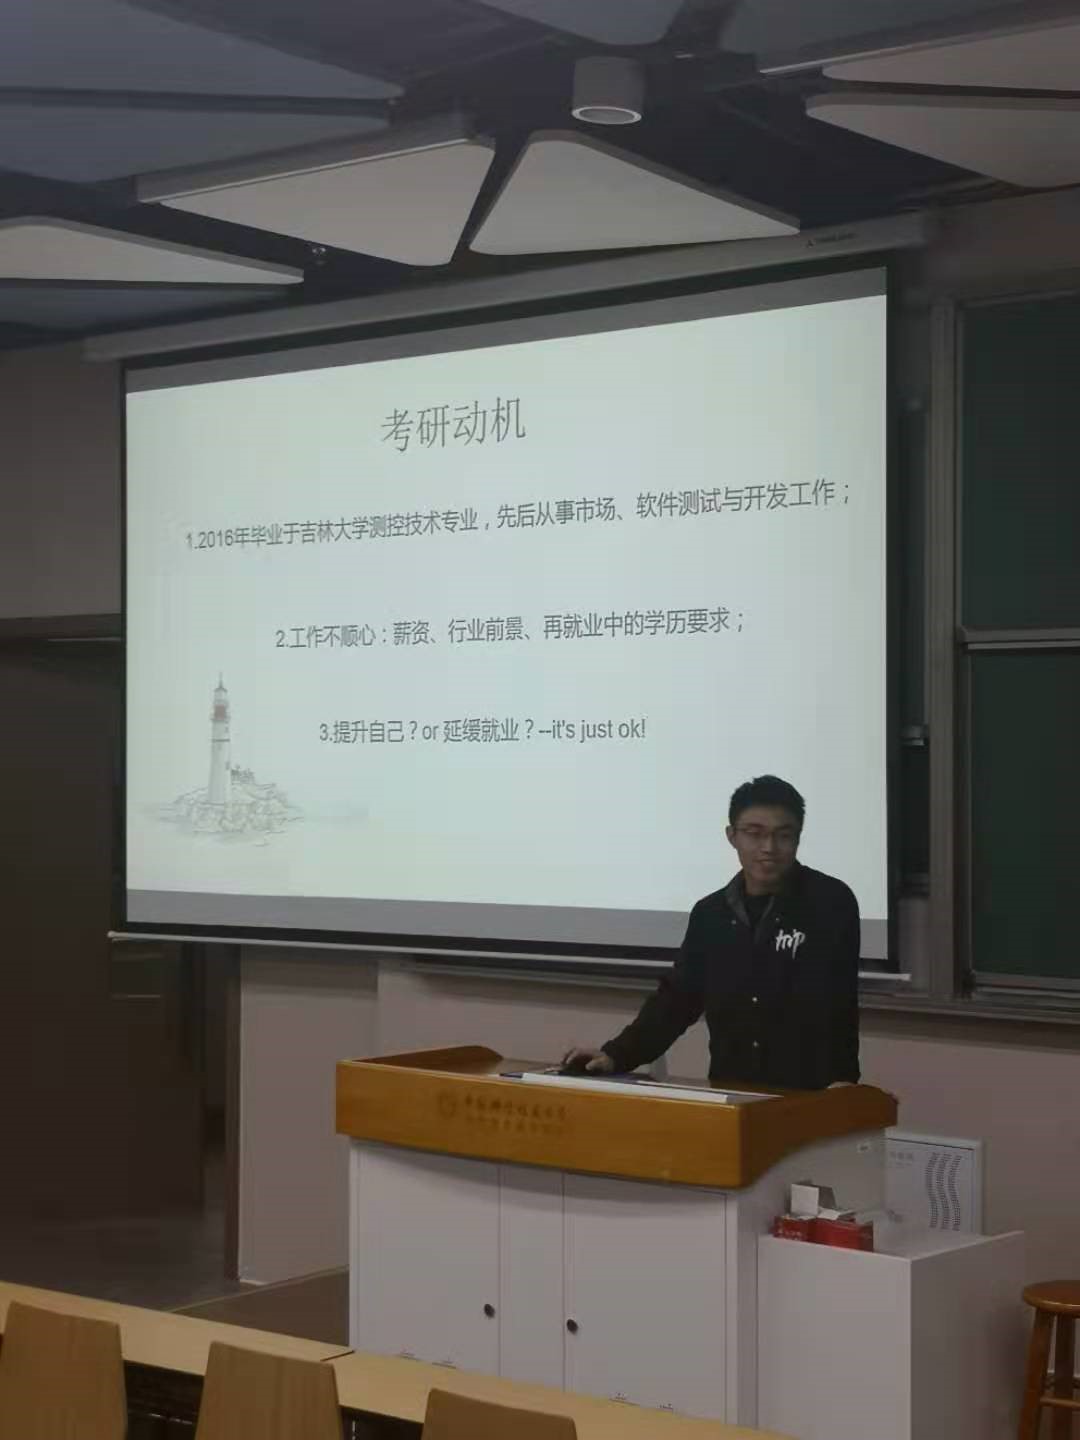 考研动机
1.2016年毕业于吉林大学测控技术专业，先后从事市场、软件测试与开发工作；
2.工作不顺心：薪资、行业前景、再就业中的学历要求；
3.提升自己？or 延缓就业？--it's just ok!